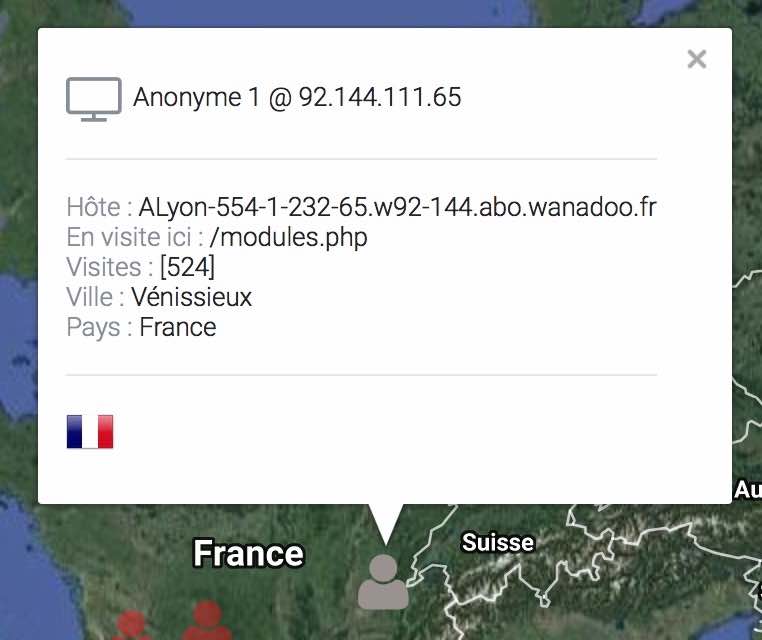 ×
Anonyme 1 @ 92.144.111.65
Hôte : ALyon-554-1-232-65.w92-144.abo.wanadoo.fr
En visite ici : /modules.php
Visites : [524]
Ville : Vénissieux
Pays : France
Au
France
Suisse